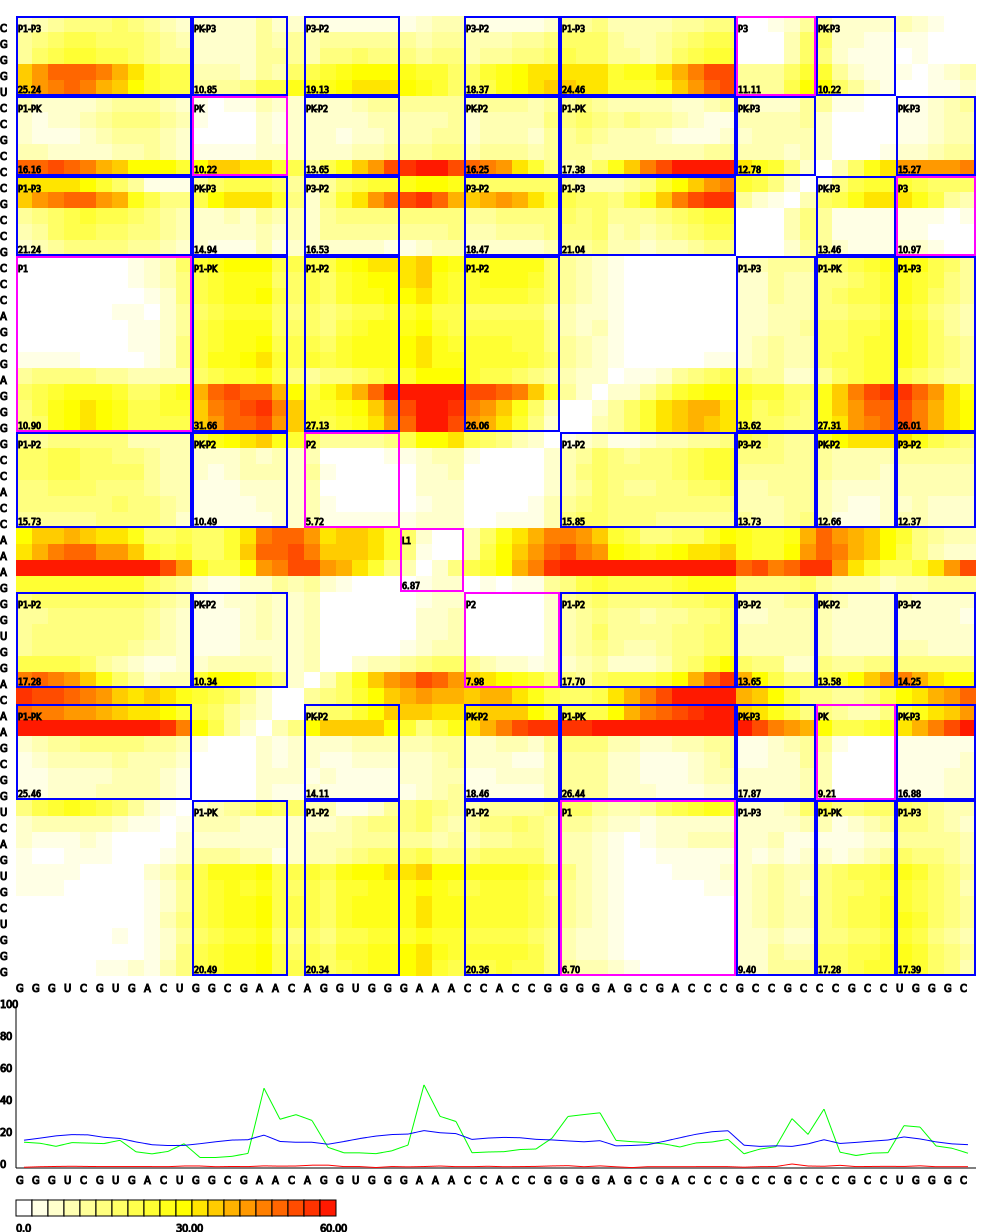 C P1-P3 PK-P3 P3-P2 P3-P2 P1-P3 P3 PK-P3
G
G
G
U 25.24 10.85 19.13 18.37 24.46 11.11 10.22
C P1-PK PK PK-P2 PK-P2 P1-PK PK-P3 PK-P3
C
G
C
C 16.16 10.22 13.65 16.25 17.38 12.78 15.27
C P1-P3 PK-P3 P3-P2 P3-P2 P1-P3 PK-P3 P3
G
C
C
G 21.24 14.94 16.53 18.47 21.04 13.46 10.97
C P1 P1-PK P1-P2 P1-P2 P1-P3 P1-PK P1-P3
C
C
A
G
C
G
A
G
G
G 10.90 31.66 27.13 26.06 13.62 27.31 26.01
G P1-P2 PK-P2 P2 P1-P2 P3-P2 PK-P2 P3-P2
C
C
A
C
C 15.73 10.49 5.72 15.85 13.73 12.66 12.37
A L1
A
A
G 6.87
G P1-P2 PK-P2 P2 P1-P2 P3-P2 PK-P2 P3-P2
G
U
G
G
A 17.28 10.34 7.98 17.70 13.65 13.58 14.25
C
A P1-PK PK-P2 PK-P2 P1-PK PK-P3 PK PK-P3
A
G
C
G
G 25.46 14.11 18.46 26.44 17.87 9.21 16.88
U P1-PK P1-P2 P1-P2 P1 P1-P3 P1-PK P1-P3
C
A
G
U
G
C
U
G
G
G 20.49 20.34 20.36 6.70 9.40 17.28 17.39
G G G U C G U G A C U G G C G A A C A G G U G G G A A A C C A C C G G G G A G C G A C C C G C C G C C C G C C U G G G C
100
80
60
40
20
0
G G G U C G U G A C U G G C G A A C A G G U G G G A A A C C A C C G G G G A G C G A C C C G C C G C C C G C C U G G G C
0.0 30.00 60.00